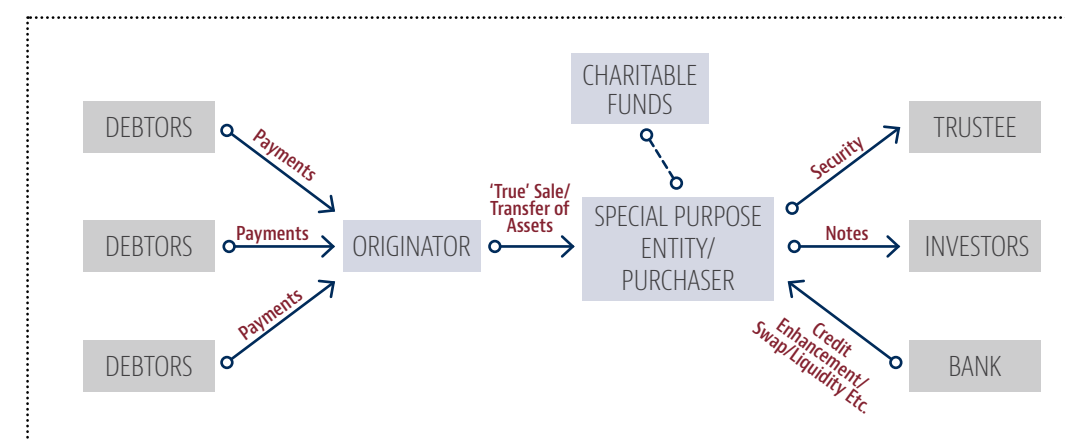 CHARITABLE
FUNDS
DEBTORS
Payments
DEBTORS
Payments
DEBTORS
Payments
ORIGINATOR
'True' Sale/
Transfer of
Assets
SPECIAL PURPOSE
ENTITY/
PURCHASER
Security
TRUSTEE
Notes
INVESTORS
Credit
Enhancement/
Swap/Liquidity Etc.
BANK